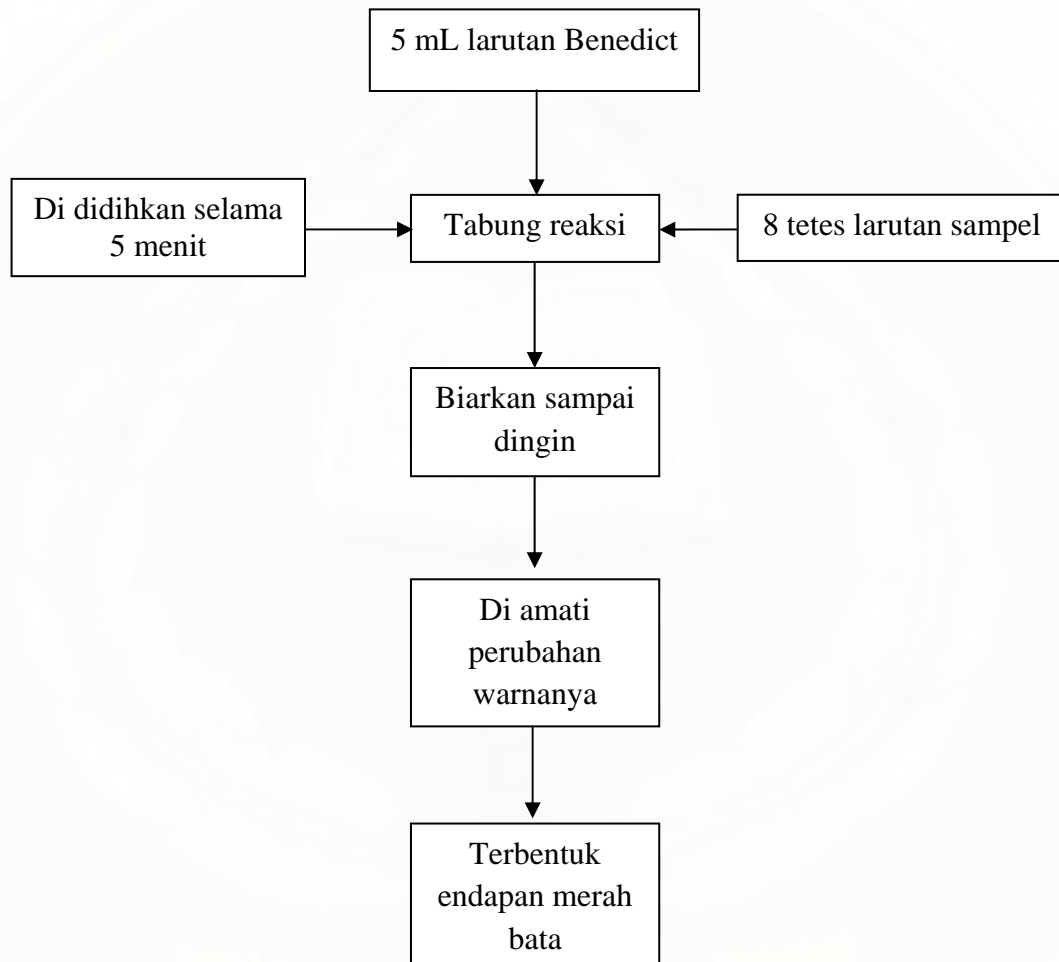 5 mL larutan Benedict
Di didihkan selama
5 menit
Tabung reaksi
8 tetes larutan sampel
Biarkan sampai
dingin
Di amati
perubahan
warnanya
Terbentuk
endapan merah
bata